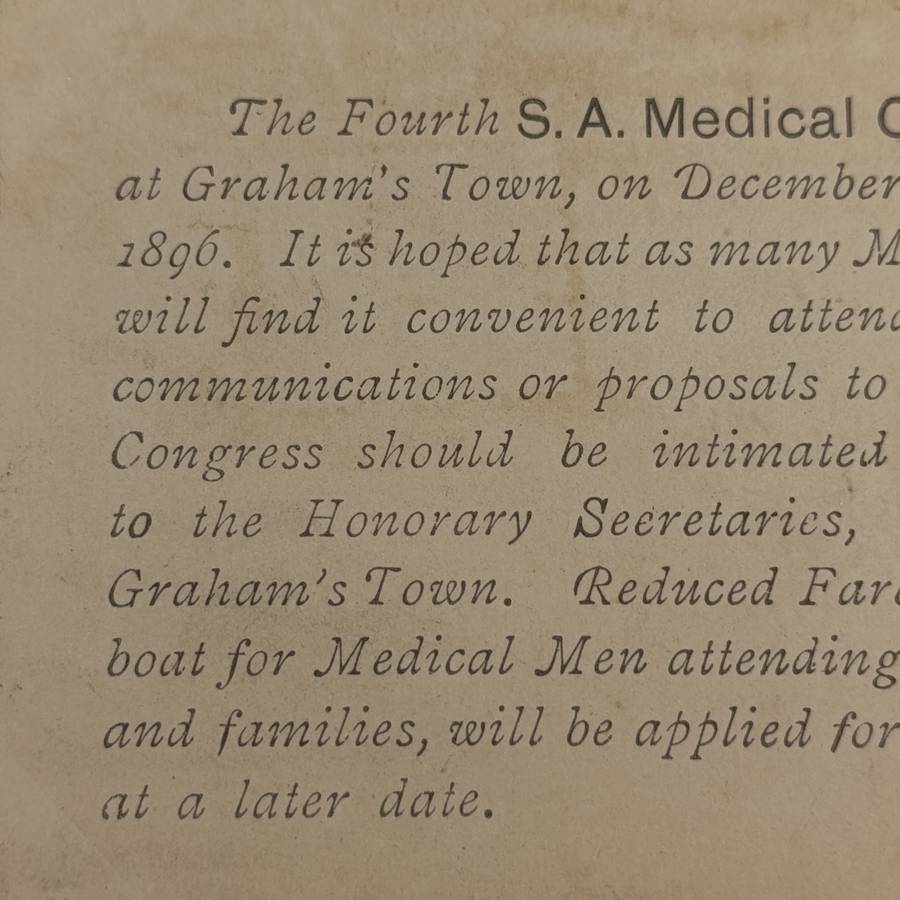 The Fourth S. A. Medical
at Graham's Town, on December
1896. It is hoped that as many
will find it convenient to
communications or proposals to
Congress should be intimated
to the Honorary Secretaries,
Graham's Town. Reduced
boat for Medical Men attending
and families, will be applied for
at a later date.